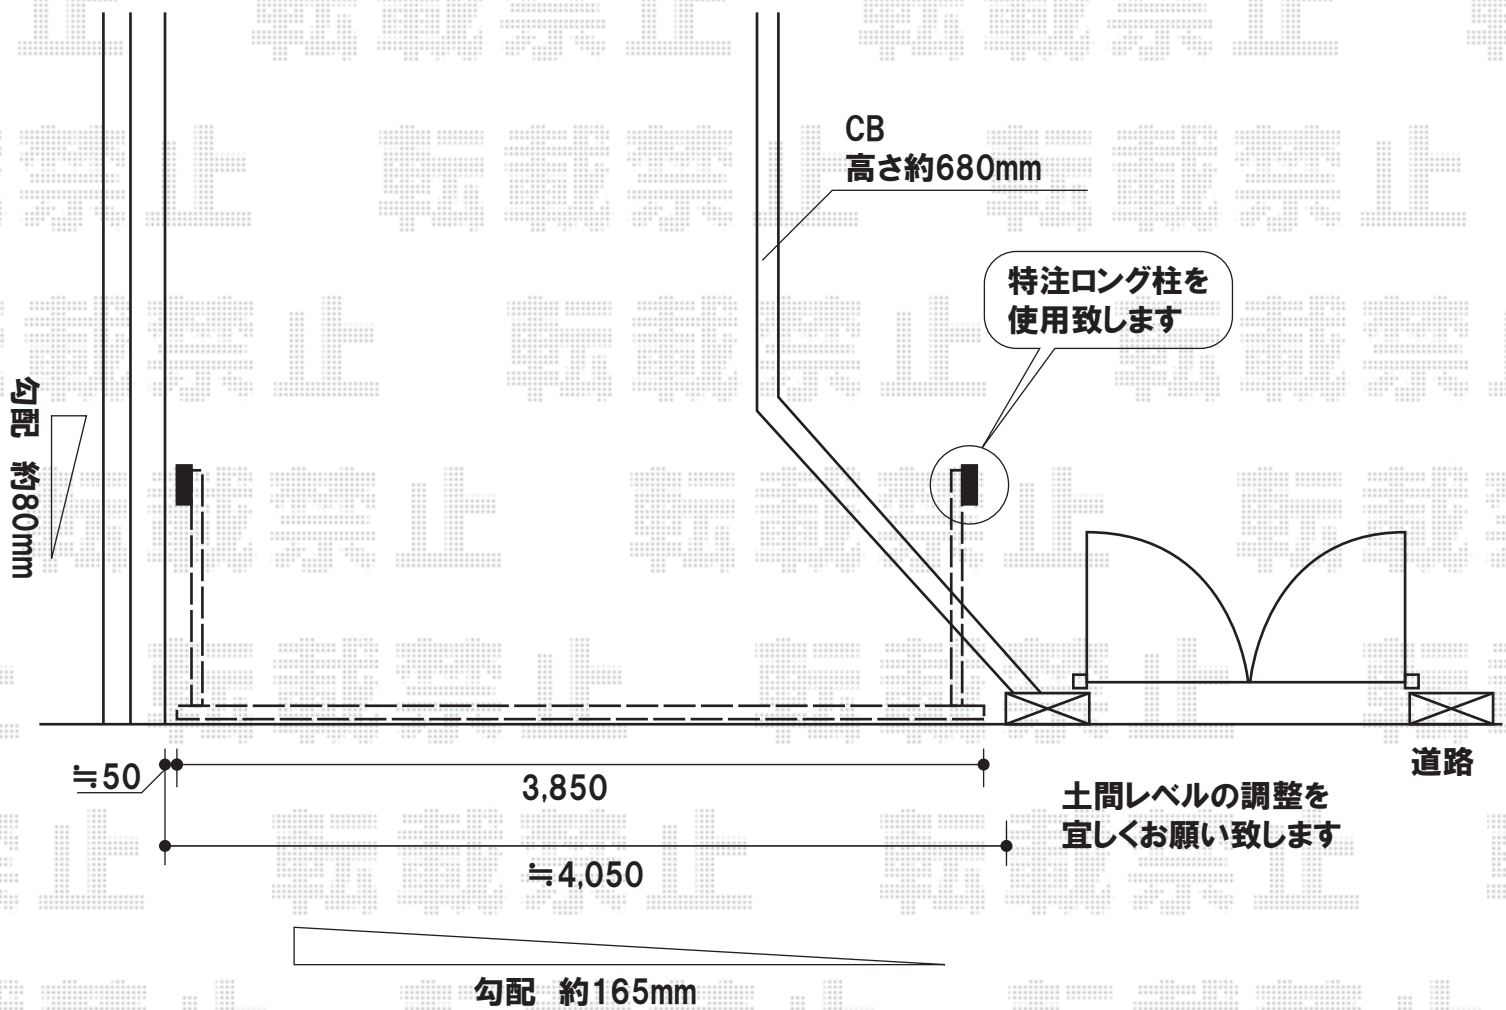 CB
高さ約680mm
特注ロング柱を
使用致します
勾配 約80mm
≒50
3,850
≒4,050
道路
土間レベルの調整を
宜しくお願い致します
勾配 約165mm
転載禁止